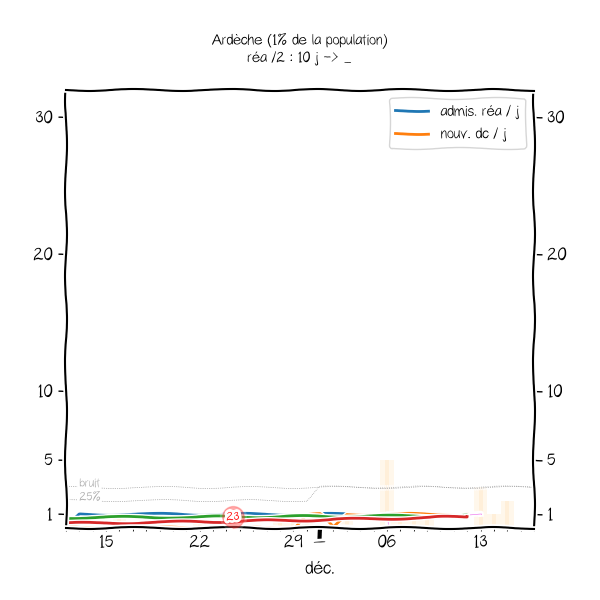 Ardèche (1% de la population)
réa /2 : 10 j -> _
admis. réa / j
nouv. dc / j
30
30
20
20
10
10
5
5
bruit
25%
1
23
1
15
22
29
06
13
déc.